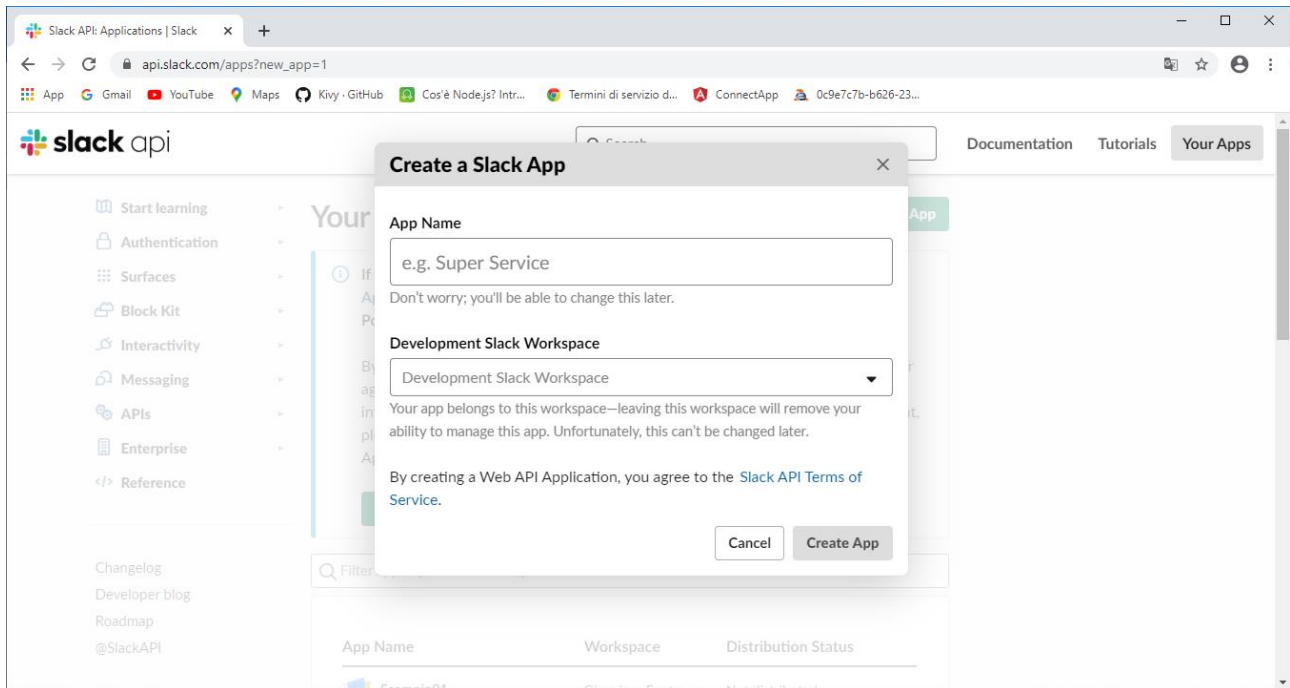 Slack API: Applications | Slack
api.slack.com/apps?new_app=1
App Gmail YouTube Maps Kivy · GitHub Cos'è Node.js? Intr... Termini di servizio d... ConnectApp 0c9e7c7b-b626-23...
slack api
Search
Documentation Tutorials Your Apps
Create a Slack App
Start learning
Authentication
Surfaces
Block Kit
Interactivity
Messaging
APIs
Enterprise
Reference
Changelog
Developer blog
Roadmap
@SlackAPI
Your
App
If
By
App Name
e.g. Super Service
Don't worry; you'll be able to change this later.
Development Slack Workspace
Development Slack Workspace
Your app belongs to this workspace—leaving this workspace will remove your
ability to manage this app. Unfortunately, this can't be changed later.
By creating a Web API Application, you agree to the Slack API Terms of
Service.
Cancel Create App
Filter
App Name Workspace Distribution Status